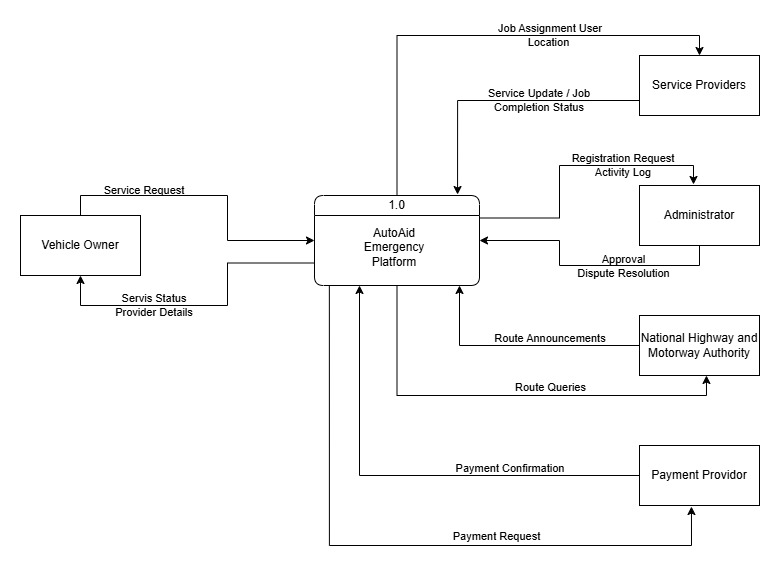 Job Assignment User
Location
Service Providers
Service Update / Job
Completion Status
Registration Request
Activity Log
Service Request
1.0
Administrator
AutoAid
Emergency
Platform
Vehicle Owner
Approval
Dispute Resolution
Servis Status
Provider Details
National Highway and
Motorway Authority
Route Announcements
Route Queries
Payment Confirmation
Payment Providor
Payment Request